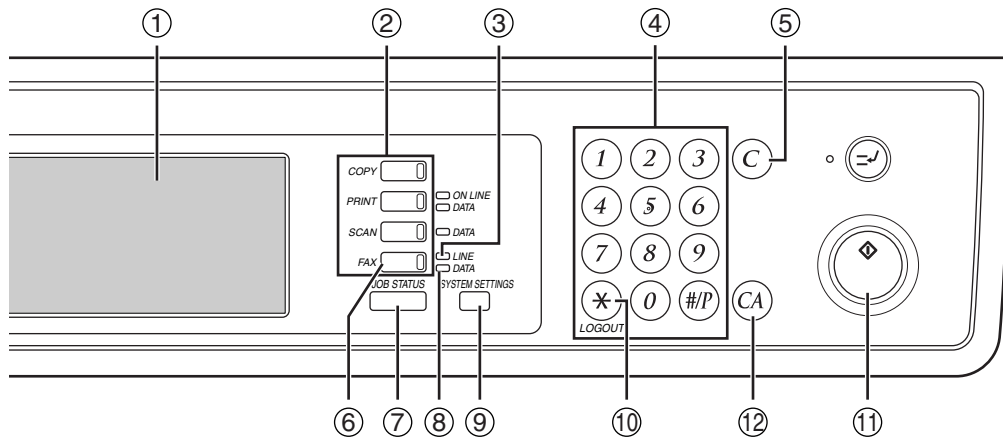 ① ② ③ ④ ⑤
COPY
PRINT ON LINE
DATA
SCAN DATA
FAX LINE
DATA
JOB STATUS SYSTEM SETTINGS
1 2 3 C
4 5 6
7 8 9
* 0 #/P CA
LOGOUT
⑥ ⑦ ⑧ ⑨ ⑩ ⑫ ⑪